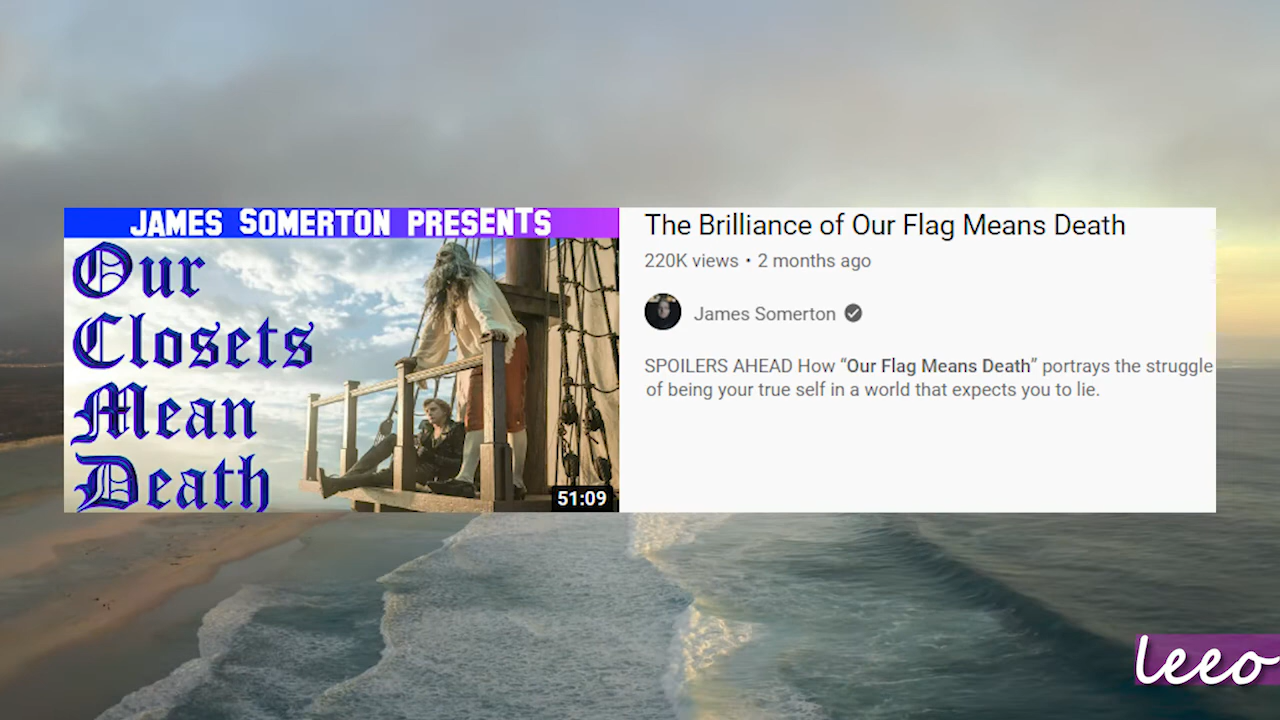 JAMES SOMERTON PRESENTS
Our
Closets
Mean
Death
51:09
The Brilliance of Our Flag Means Death
220K views • 2 months ago
James Somerton
SPOILERS AHEAD How “Our Flag Means Death” portrays the struggle
of being your true self in a world that expects you to lie.
leeo